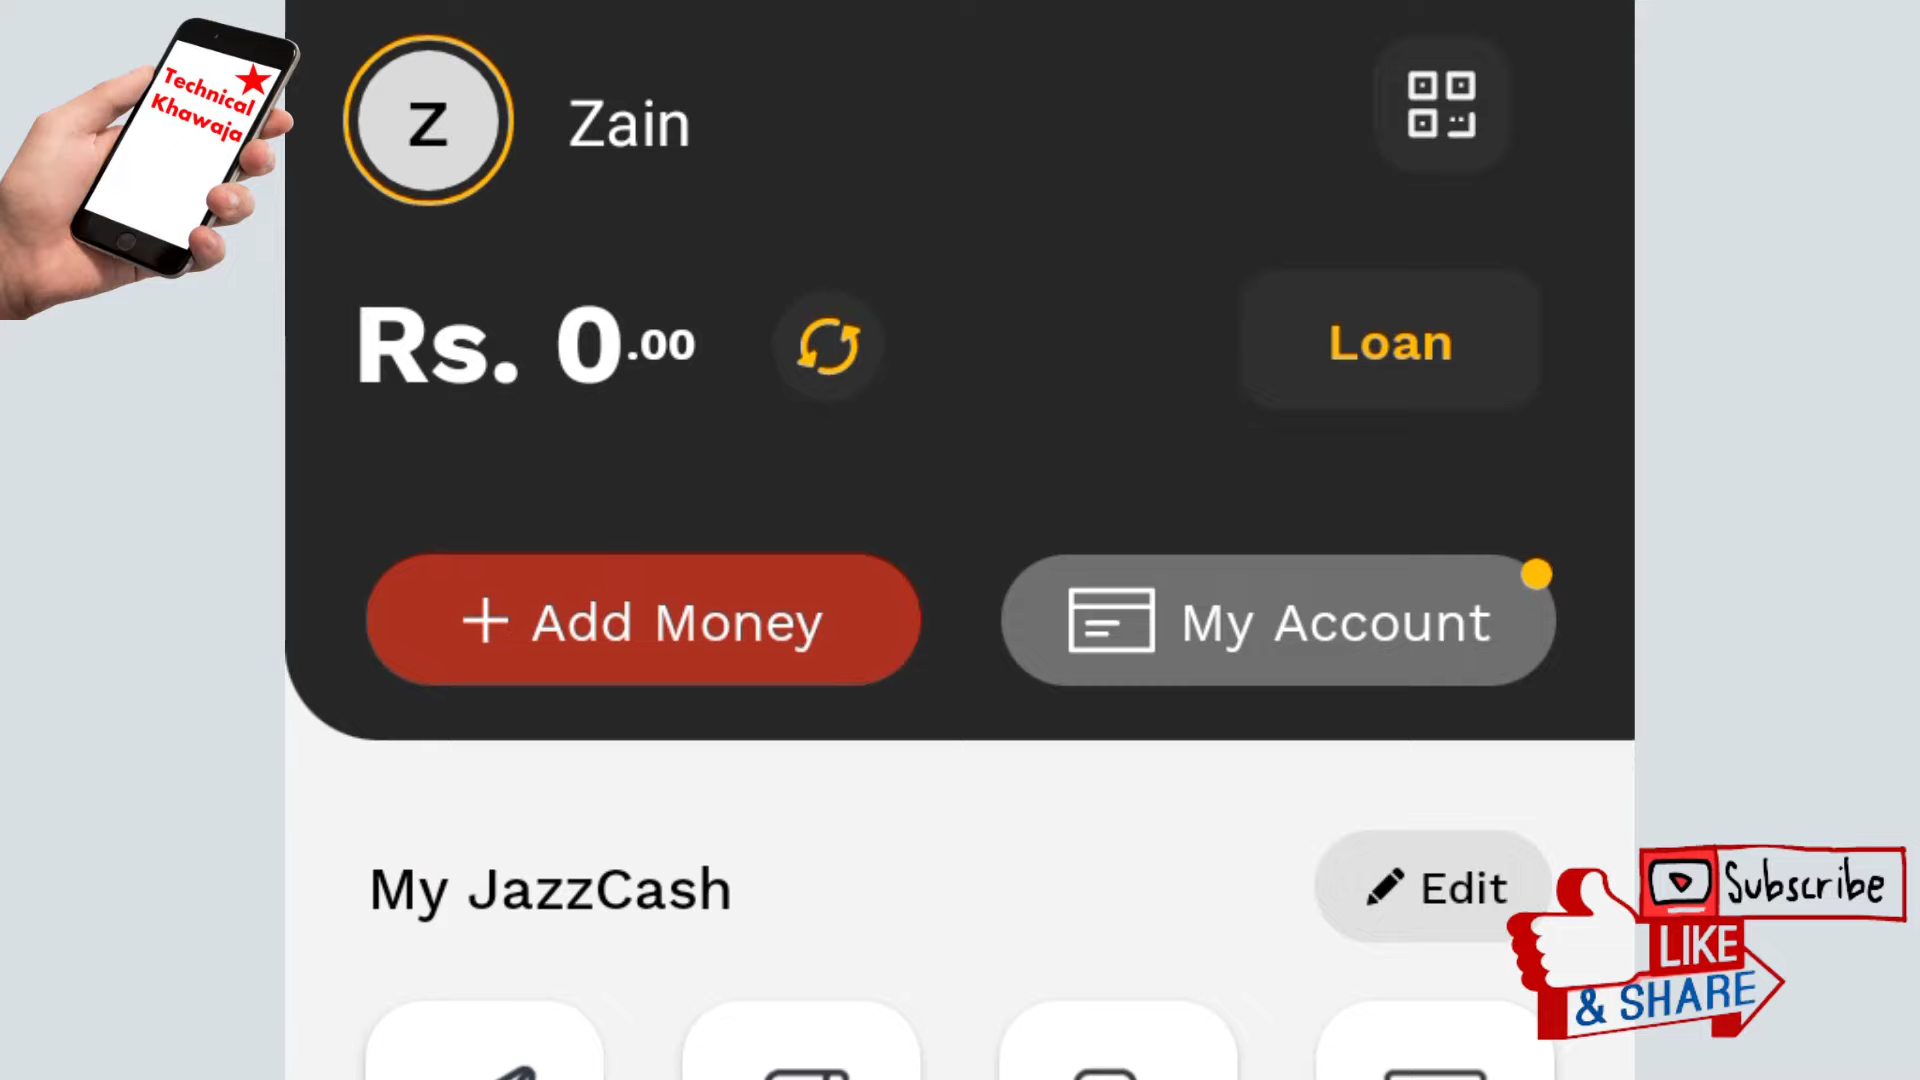 Technical
Khawaja
Z
Zain
Rs. 0.00
Loan
+ Add Money
My Account
My JazzCash
Edit
Subscribe
LIKE
& SHARE